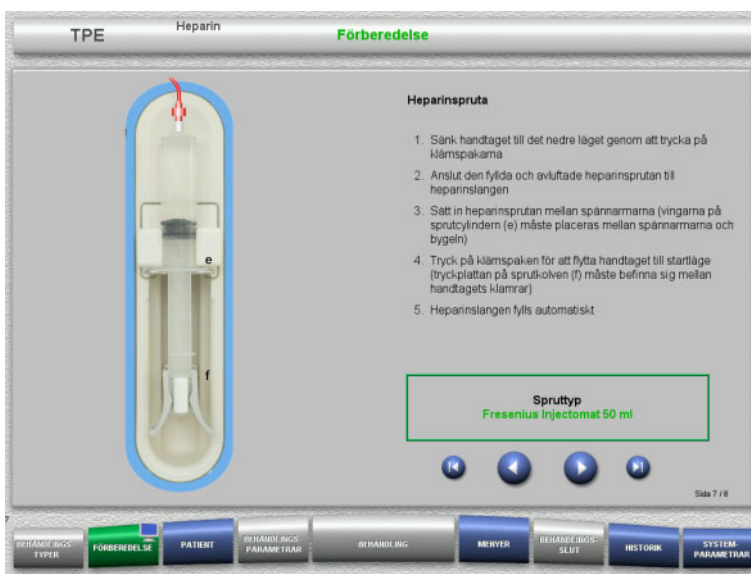 TPE
Heparin
Förberedelse
Heparinspruta
1. Sänk handtaget till det nedre läget genom att trycka på
klämspakarna
2. Anslut den fyllda och avluftade heparinsprutan till
heparinslangen
3. Sätt in heparinsprutan mellan spännarmarna (vingarna på
sprutcylindern (e) måste placeras mellan spännarmarna och
bygeln)
4. Tryck på klämspaken för att flytta handtaget till startläge
(tryckplattan på sprutkolven (f) måste befinna sig mellan
handtagets klamrar)
5. Heparinslangen fylls automatiskt
e
f
Spruttyp
Fresenius Injectomat 50 ml
Sida 7 / 8
BEHANDLINGS-
TYPER
FÖRBEREDELSE
PATIENT
BEHANDLINGS-
PARAMETRAR
BEHANDLING
MENYER
BEHANDLINGS-
SLUT
HISTORIK
SYSTEM-
PARAMETRAR